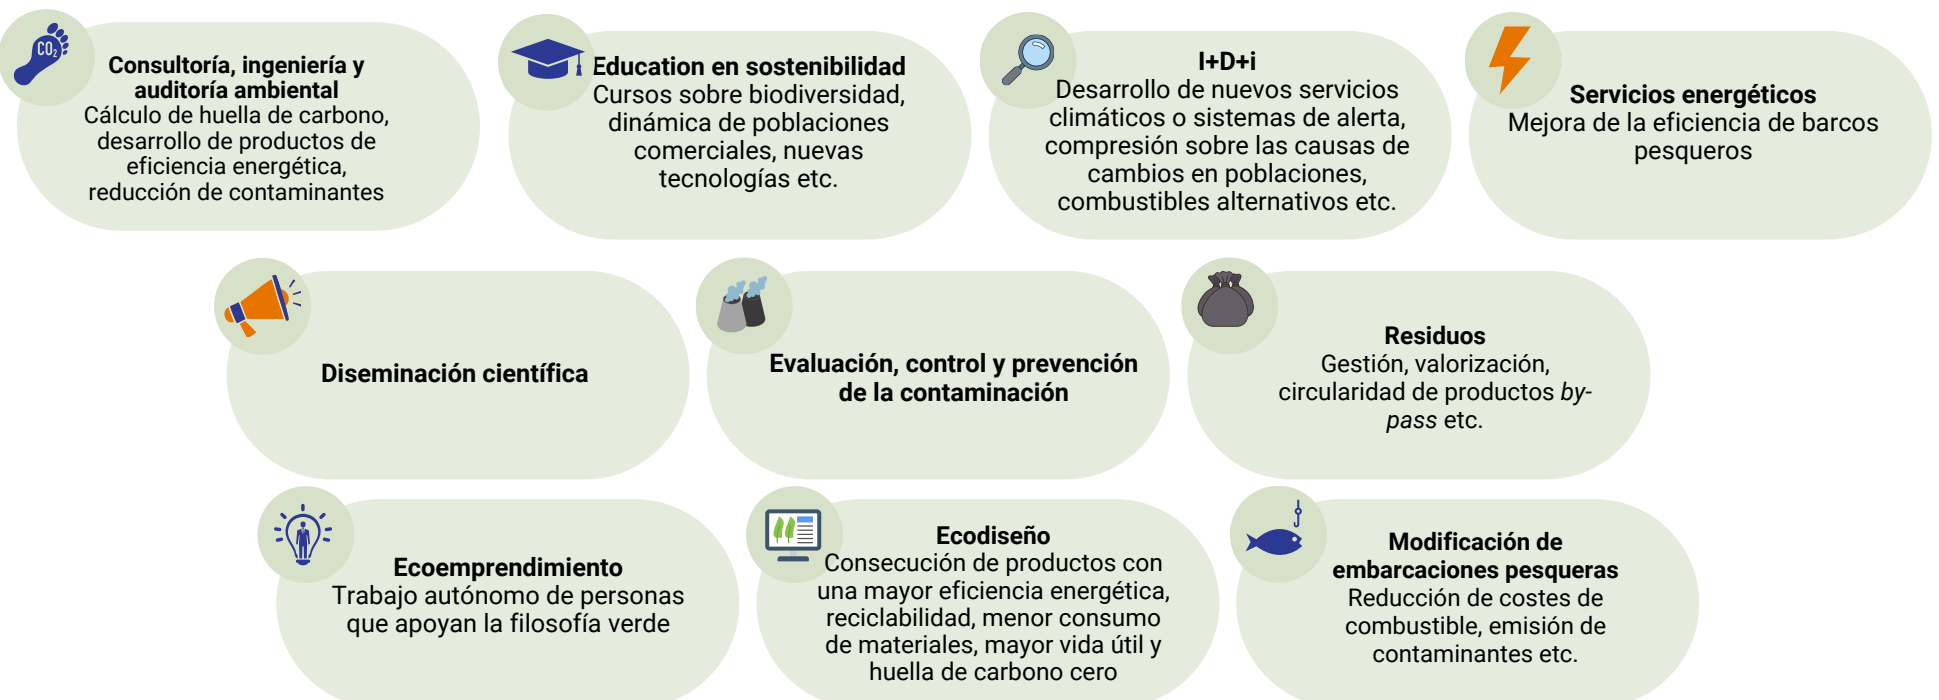 CO2
Consultoría, ingeniería y
auditoría ambiental
Cálculo de huella de carbono,
desarrollo de productos de
eficiencia energética,
reducción de contaminantes
Education en sostenibilidad
Cursos sobre biodiversidad,
dinámica de poblaciones
comerciales, nuevas
tecnologías etc.
I+D+i
Desarrollo de nuevos servicios
climáticos o sistemas de alerta,
compresión sobre las causas de
cambios en poblaciones,
combustibles alternativos etc.
Servicios energéticos
Mejora de la eficiencia de barcos
pesqueros
Diseminación científica
Evaluación, control y prevención
de la contaminación
Residuos
Gestión, valorización,
circularidad de productos by-
pass etc.
Ecoemprendimiento
Trabajo autónomo de personas
que apoyan la filosofía verde
Ecodiseño
Consecución de productos con
una mayor eficiencia energética,
reciclabilidad, menor consumo
de materiales, mayor vida útil y
huella de carbono cero
Modificación de
embarcaciones pesqueras
Reducción de costes de
combustible, emisión de
contaminantes etc.